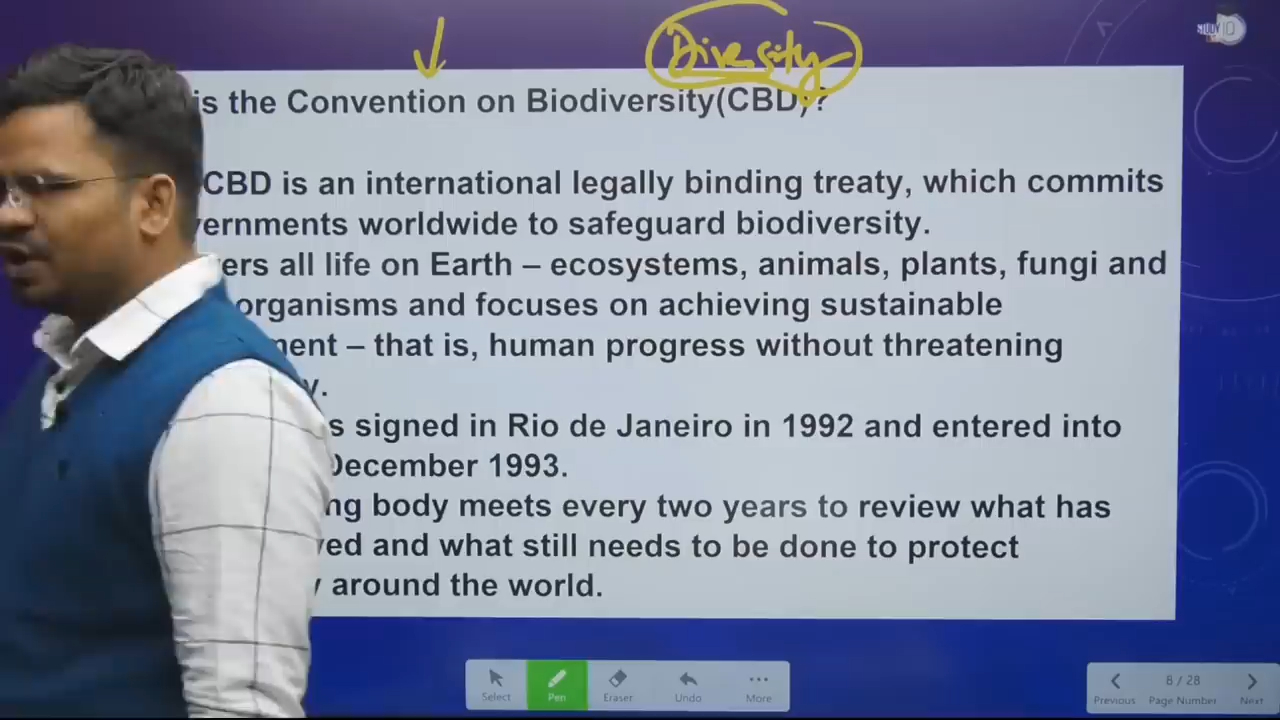 Diversity
STUDY IQ
is the Convention on Biodiversity(CBD)?
CBD is an international legally binding treaty, which commits
vernments worldwide to safeguard biodiversity.
ers all life on Earth – ecosystems, animals, plants, fungi and
organisms and focuses on achieving sustainable
ment – that is, human progress without threatening
y.
s signed in Rio de Janeiro in 1992 and entered into
December 1993.
ng body meets every two years to review what has
ved and what still needs to be done to protect
y around the world.
Select Pen Eraser Undo More
8 / 28
Previous Page Number Next